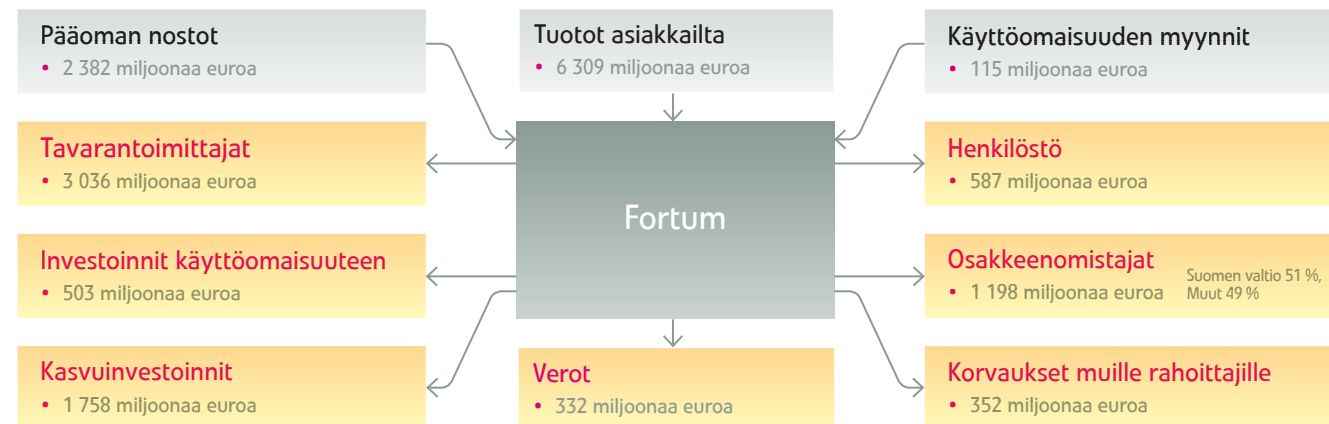 Pääoman nostot
• 2 382 miljoonaa euroa
Tuotot asiakkailta
• 6 309 miljoonaa euroa
Käyttöomaisuuden myynnit
• 115 miljoonaa euroa
Tavarantoimittajat
• 3 036 miljoonaa euroa
Fortum
Henkilöstö
• 587 miljoonaa euroa
Investoinnit käyttöomaisuuteen
• 503 miljoonaa euroa
Osakkeenomistajat
• 1 198 miljoonaa euroa
Suomen valtio 51 %,
Muut 49 %
Kasvuinvestoinnit
• 1 758 miljoonaa euroa
Verot
• 332 miljoonaa euroa
Korvaukset muille rahoittajille
• 352 miljoonaa euroa